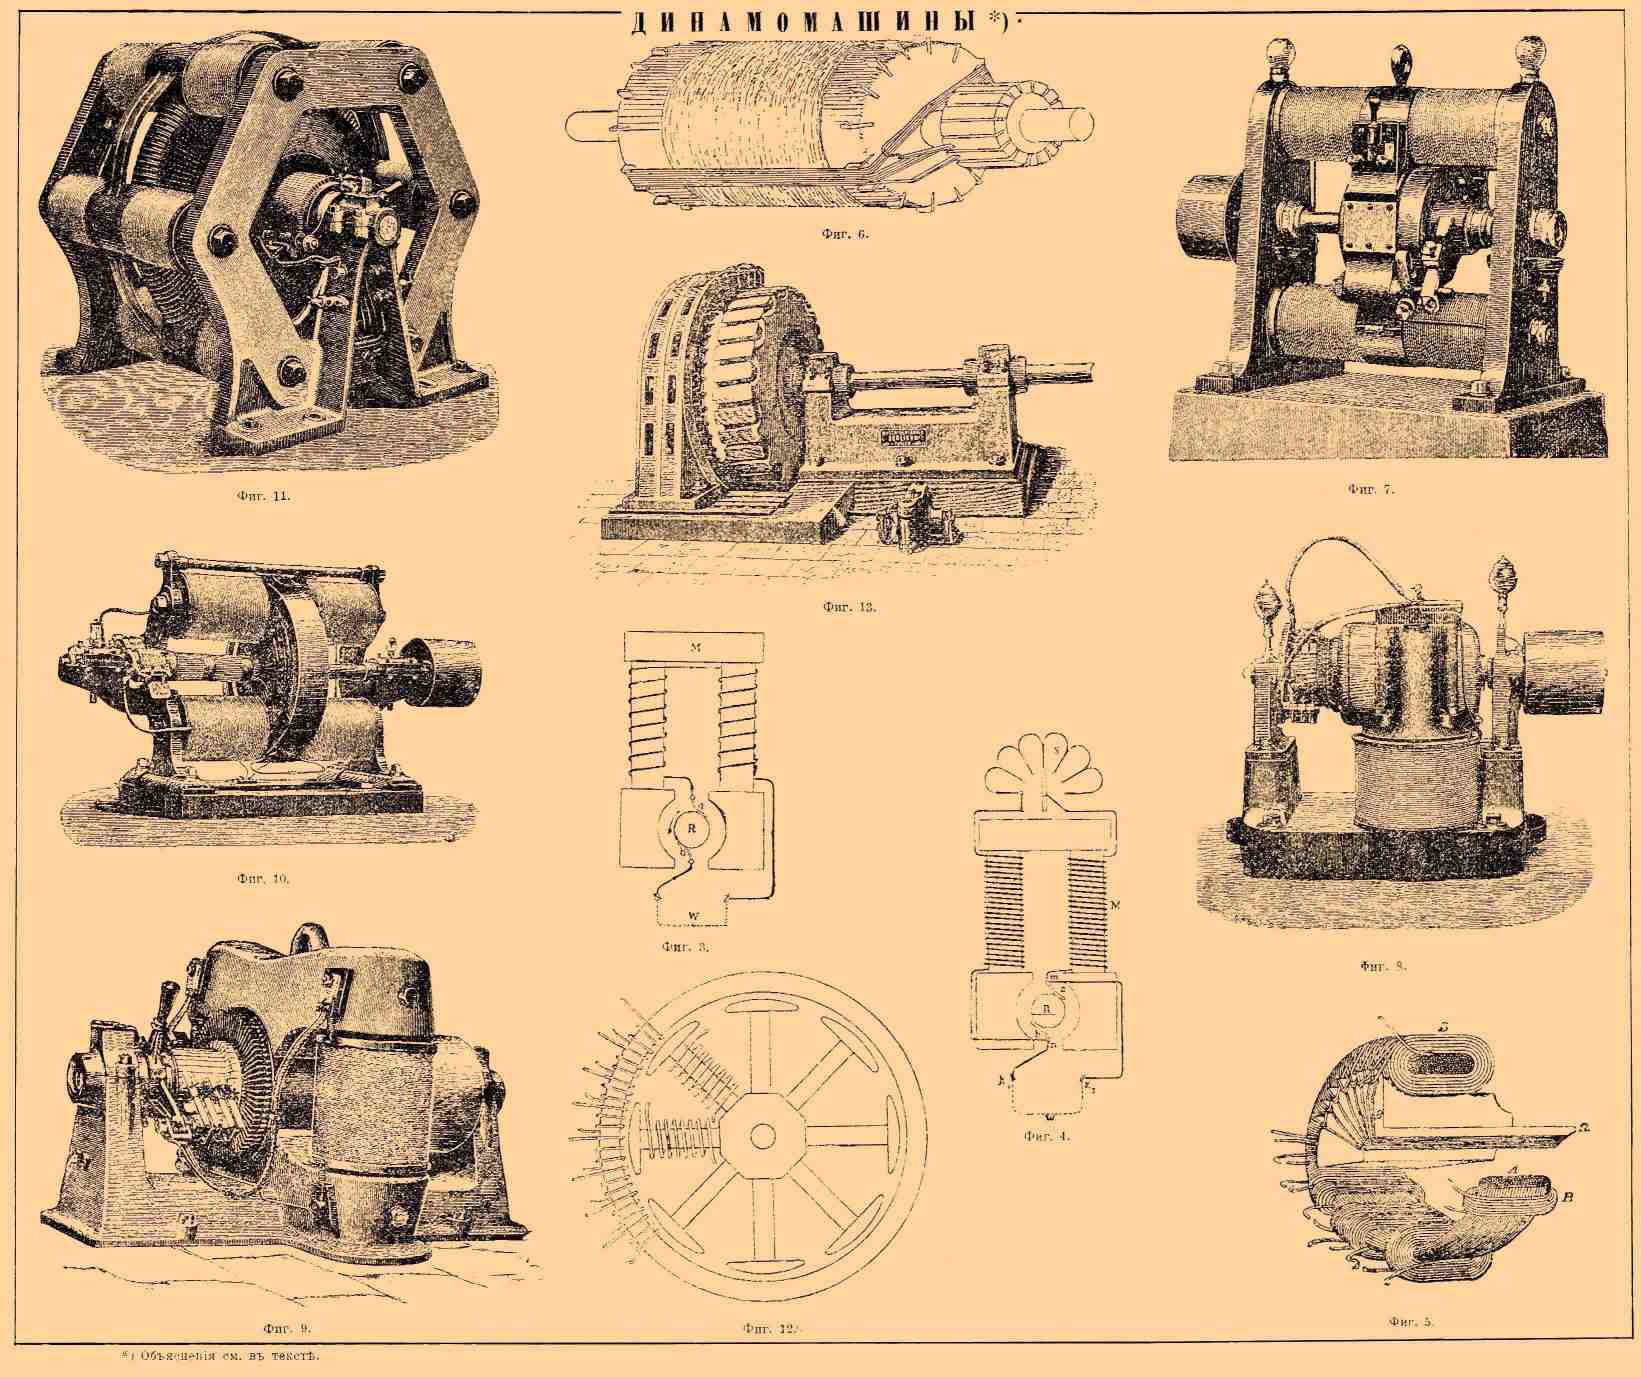 ДИНАМОМАШИНЫ *).
Фиг. 6.
Фиг. 11.
Фиг. 7.
Фиг. 13.
M
R
W
Фиг. 3.
S
M
R
W
Фиг. 4.
Фиг. 10.
Фиг. 8.
Б
A
B
D
Фиг. 9.
Фиг. 12.
Фиг. 5.
*) Объясненія см. въ текстѣ.